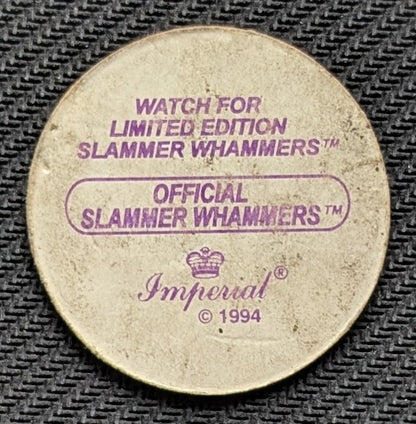 WATCH FOR
LIMITED EDITION
SLAMMER WHAMMERS™
OFFICIAL
SLAMMER WHAMMERS™
Imperial®
© 1994